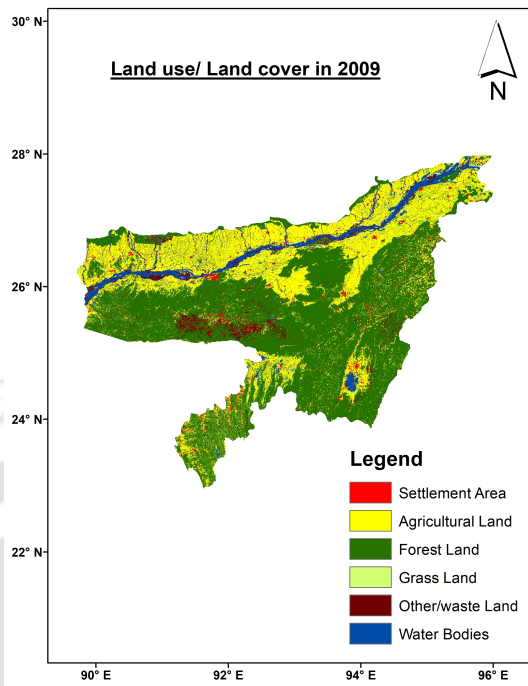 30° N
Land use/ Land cover in 2009
N
28° N
26° N
24° N
22° N
Legend
Settlement Area
Agricultural Land
Forest Land
Grass Land
Other/waste Land
Water Bodies
90° E 92° E 94° E 96° E